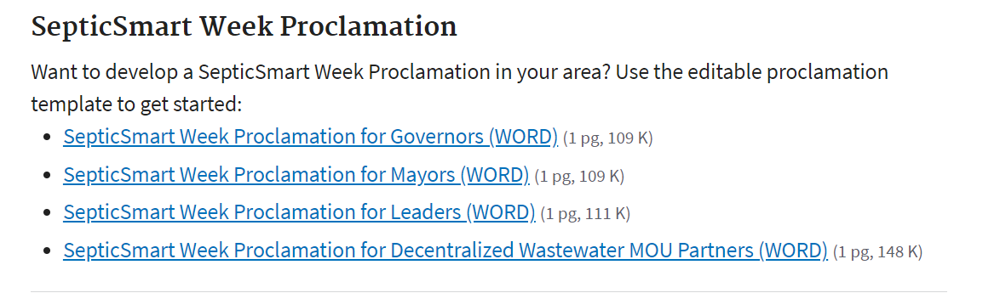 SepticSmart Week Proclamation
Want to develop a SepticSmart Week Proclamation in your area? Use the editable proclamation
template to get started:
• SepticSmart Week Proclamation for Governors (WORD) (1 pg, 109 K)
• SepticSmart Week Proclamation for Mayors (WORD) (1 pg, 109 K)
• SepticSmart Week Proclamation for Leaders (WORD) (1 pg, 111 K)
• SepticSmart Week Proclamation for Decentralized Wastewater MOU Partners (WORD) (1 pg, 148 K)